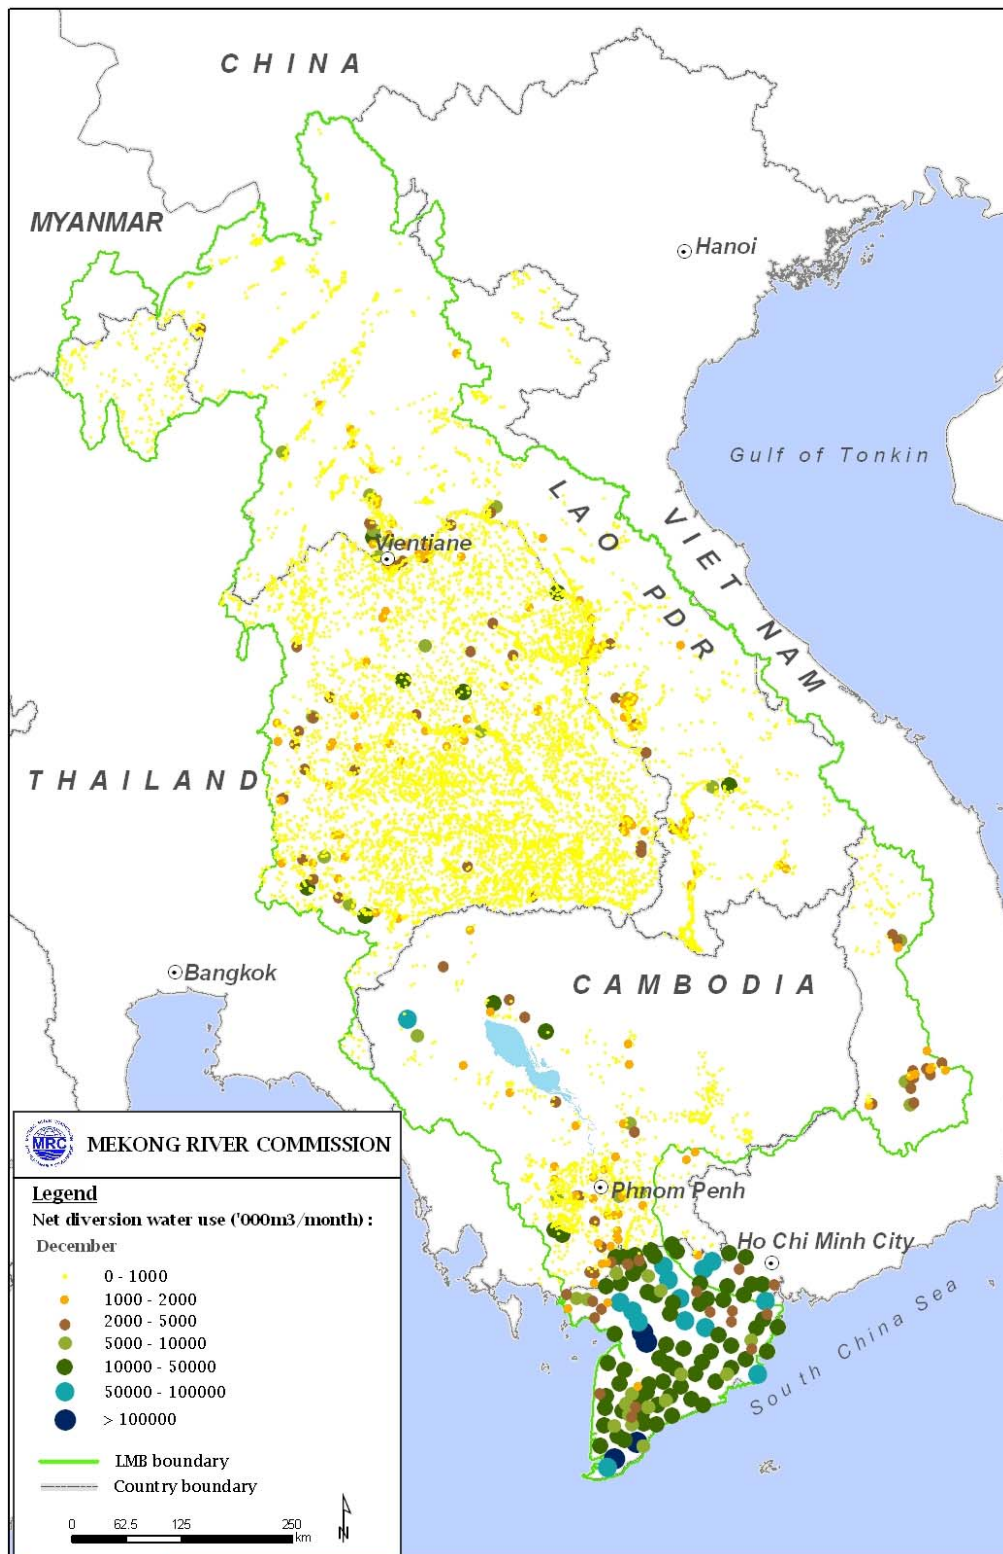 CHINA
MYANMAR
Hanoi
Gulf of Tonkin
LAO PDR
VIET NAM
Vientiane
THAILAND
Bangkok
CAMBODIA
MRC
MEKONG RIVER COMMISSION
Legend
Net diversion water use ('000m3/month) :
December
0 - 1000
1000 - 2000
2000 - 5000
5000 - 10000
10000 - 50000
50000 - 100000
> 100000
LMB boundary
Country boundary
0 62.5 125 250
km
N
Phnom Penh
Ho Chi Minh City
South China Sea